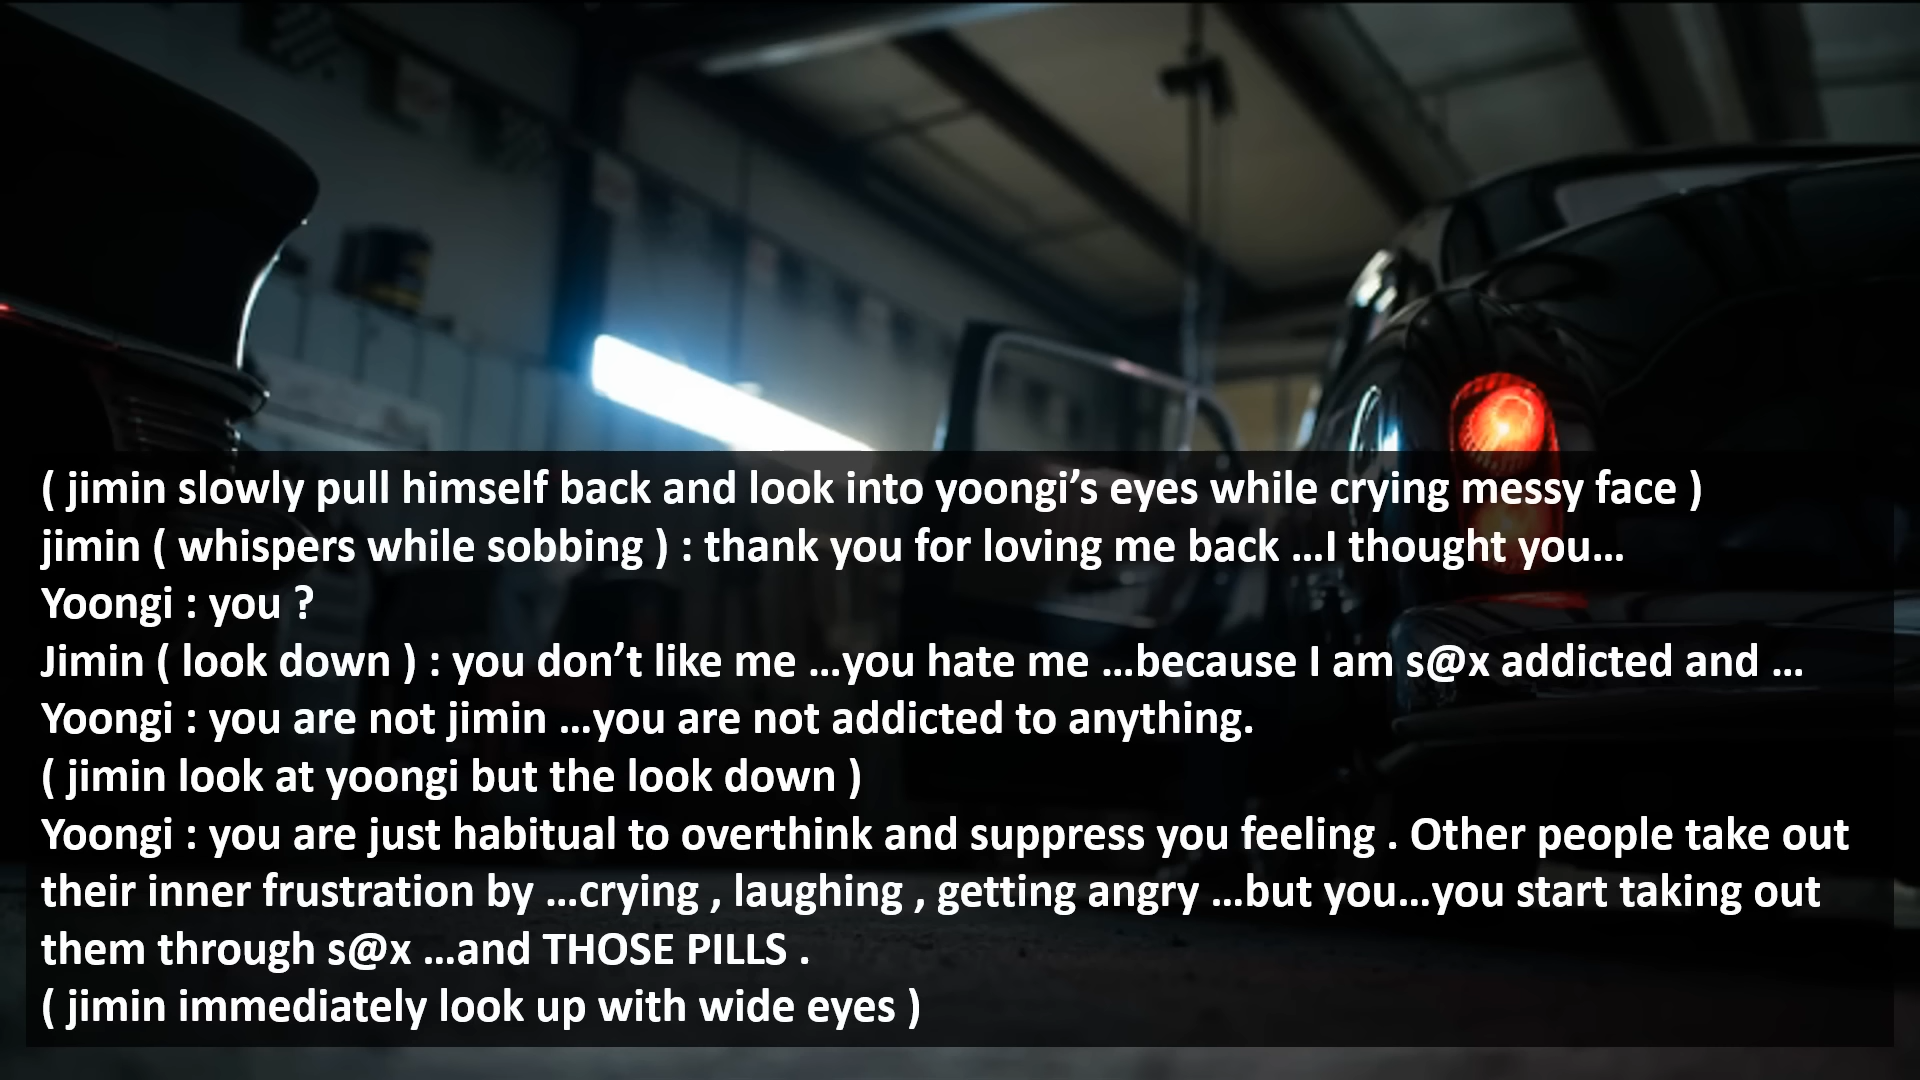 ( jimin slowly pull himself back and look into yoongi’s eyes while crying messy face )
jimin ( whispers while sobbing ) : thank you for loving me back ...I thought you...
Yoongi : you ?
Jimin ( look down ) : you don’t like me ...you hate me ...because I am s@x addicted and ...
Yoongi : you are not jimin ...you are not addicted to anything.
( jimin look at yoongi but the look down )
Yoongi : you are just habitual to overthink and suppress you feeling . Other people take out
their inner frustration by ...crying , laughing , getting angry ...but you...you start taking out
them through s@x ...and THOSE PILLS .
( jimin immediately look up with wide eyes )